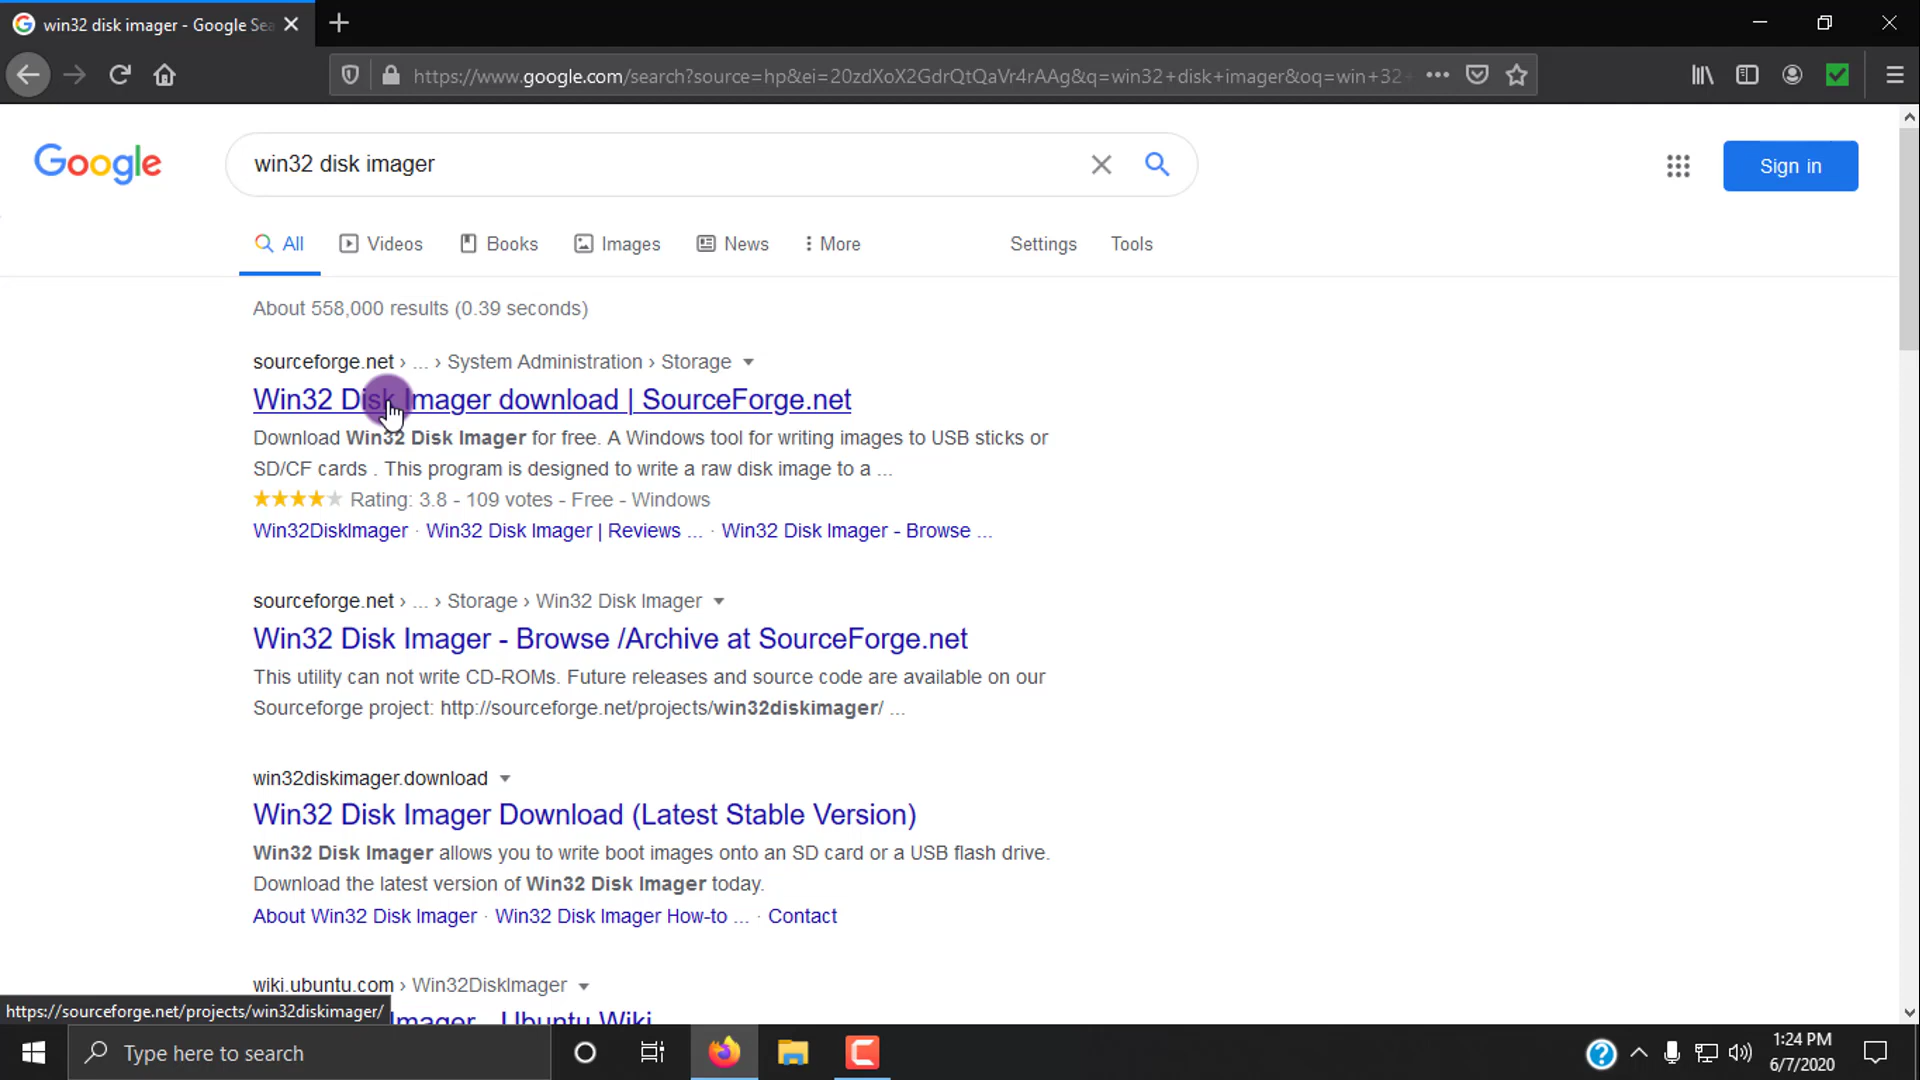 win32 disk imager - Google Sea
https://www.google.com/search?source=hp&ei=20zdXoX2GdrQtQaVr4rAAg&q=win32+disk+imager&oq=win+32+
Google
win32 disk imager
Sign in
All Videos Books Images News More Settings Tools
About 558,000 results (0.39 seconds)
sourceforge.net › ... › System Administration › Storage
Win32 Disk Imager download | SourceForge.net
Download Win32 Disk Imager for free. A Windows tool for writing images to USB sticks or
SD/CF cards . This program is designed to write a raw disk image to a ...
Rating: 3.8 - 109 votes - Free - Windows
Win32DiskImager · Win32 Disk Imager | Reviews ... · Win32 Disk Imager - Browse ...
sourceforge.net › ... › Storage › Win32 Disk Imager
Win32 Disk Imager - Browse /Archive at SourceForge.net
This utility can not write CD-ROMs. Future releases and source code are available on our
Sourceforge project: http://sourceforge.net/projects/win32diskimager/ ...
win32diskimager.download
Win32 Disk Imager Download (Latest Stable Version)
Win32 Disk Imager allows you to write boot images onto an SD card or a USB flash drive.
Download the latest version of Win32 Disk Imager today.
About Win32 Disk Imager · Win32 Disk Imager How-to ... · Contact
wiki.ubuntu.com › Win32DiskImager
https://sourceforge.net/projects/win32diskimager/
Imager - Ubuntu Wiki
Type here to search
1:24 PM
6/7/2020